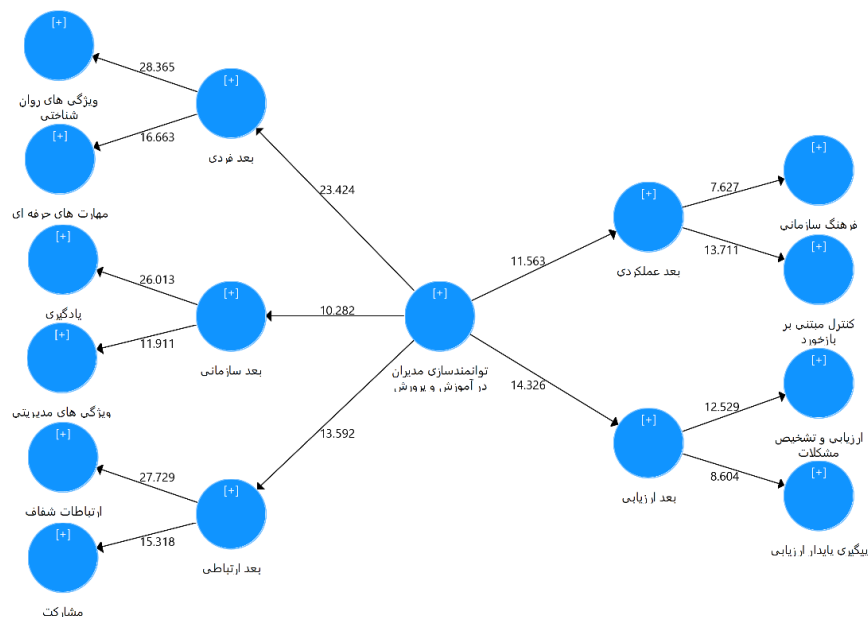 [+]
ویژگی های روان
شناختی
28.365
[+]
بعد فردی
16.663
[+]
مهارت های حرفه ای
23.424
[+]
یادگیری
26.013
[+]
بعد سازمانی
11.911
[+]
ویژگی های مدیریتی
10.282
[+]
توانمندسازی مدیران
در آموزش و پرورش
13.592
[+]
ارتباطات شفاف
27.729
[+]
بعد ارتباطی
15.318
[+]
مشارکت
11.563
[+]
بعد عملکردی
7.627
[+]
فرهنگ سازمانی
13.711
[+]
کنترل مبتنی بر
بازخورد
14.326
[+]
بعد ارزیابی
12.529
[+]
ارزیابی و تشخیص
مشکلات
8.604
[+]
پیگیری پایدار ارزیابی